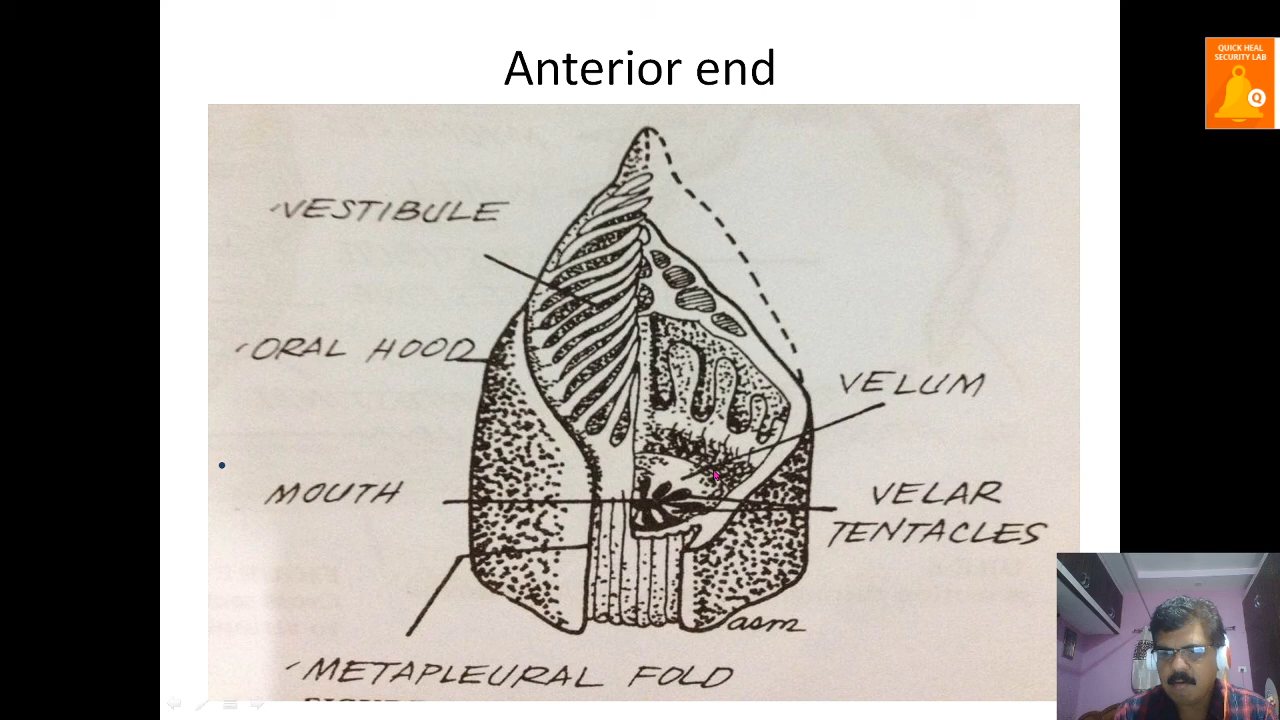 Anterior end
QUICK HEAL
SECURITY LAB
VESTIBULE
ORAL HOOD
VELUM
MOUTH
VELAR
TENTACLES
asm
METAPLEURAL FOLD